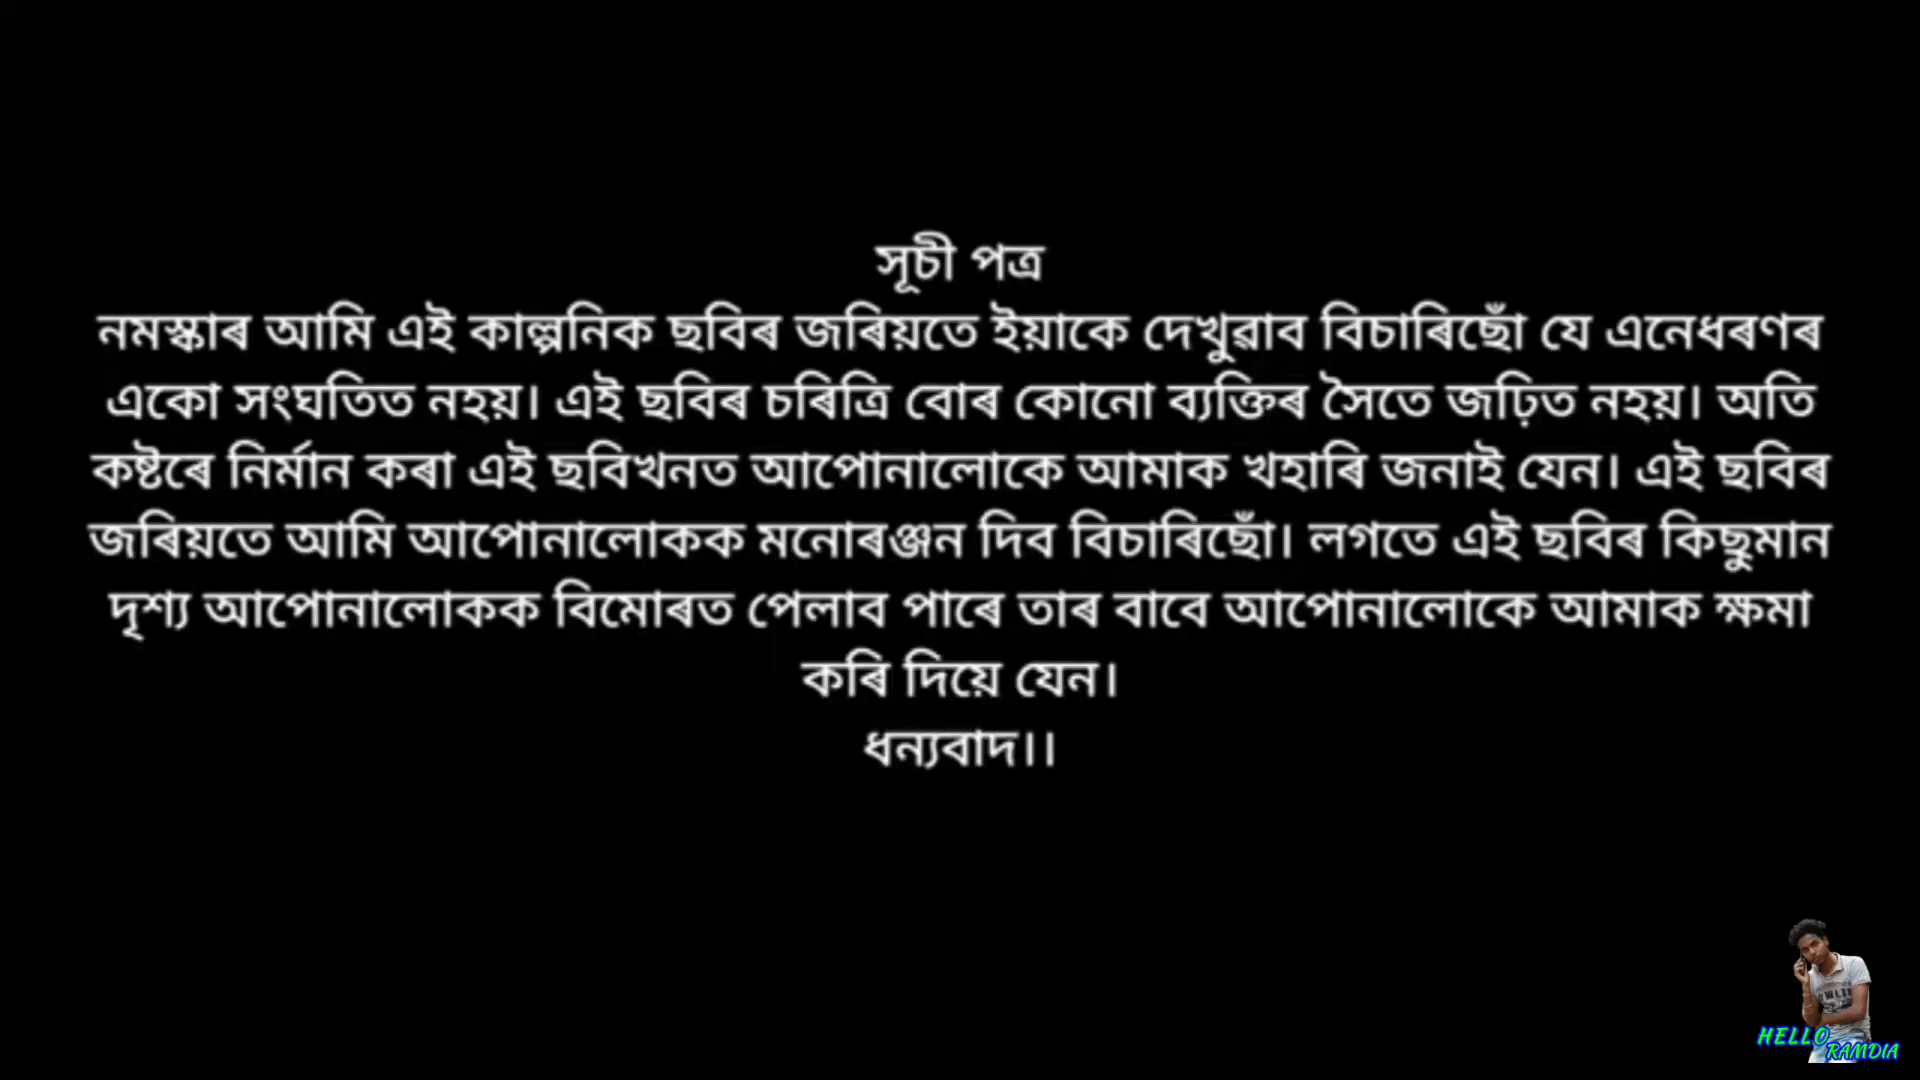 সূচী পত্ৰ
নমস্কাৰ আমি এই কাল্পনিক ছবিৰ জৰিয়তে ইয়াকে দেখুৱাব বিচাৰিছোঁ যে এনেধৰণৰ
একো সংঘতিত নহয়। এই ছবিৰ চৰিত্ৰি বোৰ কোনো ব্যক্তিৰ সৈতে জঢ়িত নহয়। অতি
কষ্টৰে নিৰ্মান কৰা এই ছবিখনত আপোনালোকে আমাক খহাৰি জনাই যেন। এই ছবিৰ
জৰিয়তে আমি আপোনালোকক মনোৰঞ্জন দিব বিচাৰিছোঁ। লগতে এই ছবিৰ কিছুমান
দৃশ্য আপোনালোকক বিমোৰত পেলাব পাৰে তাৰ বাবে আপোনালোকে আমাক ক্ষমা
কৰি দিয়ে যেন।
ধন্যবাদ।।
HELLO
RAMDIA